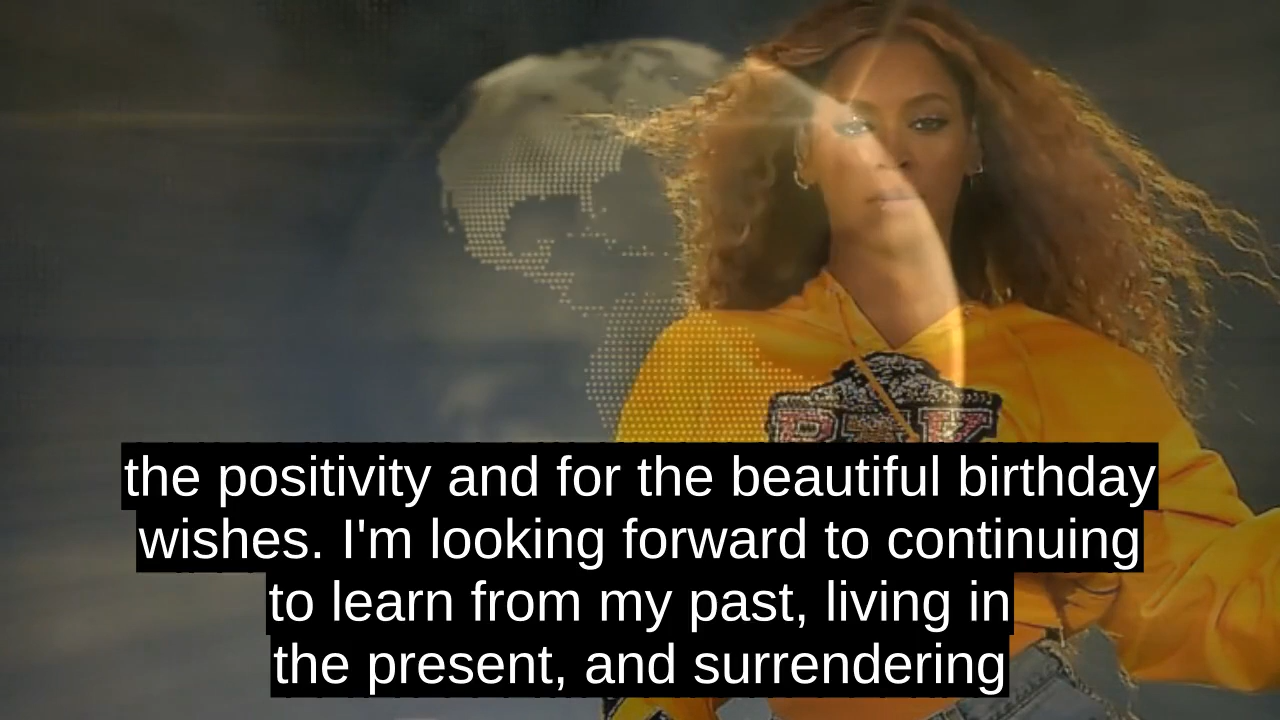 the positivity and for the beautiful birthday
wishes. I'm looking forward to continuing
to learn from my past, living in
the present, and surrendering